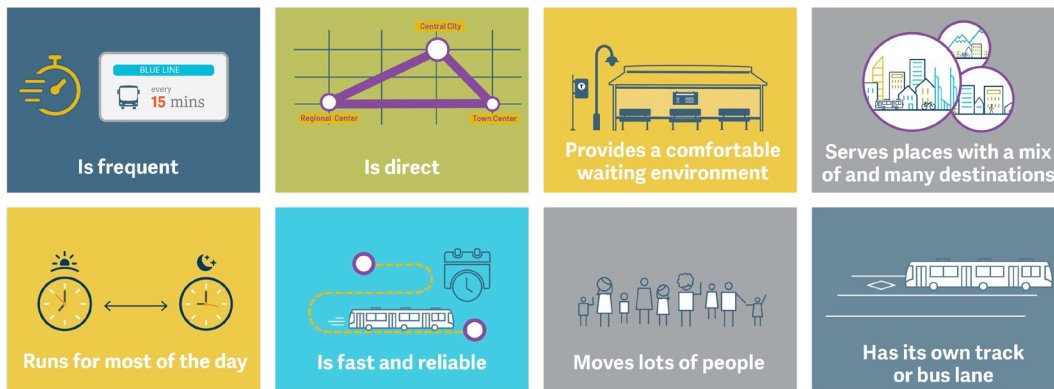 BLUE LINE
every
15 mins
Is frequent
Central City
Regional Center
Town Center
Is direct
T
Provides a comfortable
waiting environment
Serves places with a mix
of and many destinations
Runs for most of the day
Is fast and reliable
Moves lots of people
Has its own track
or bus lane